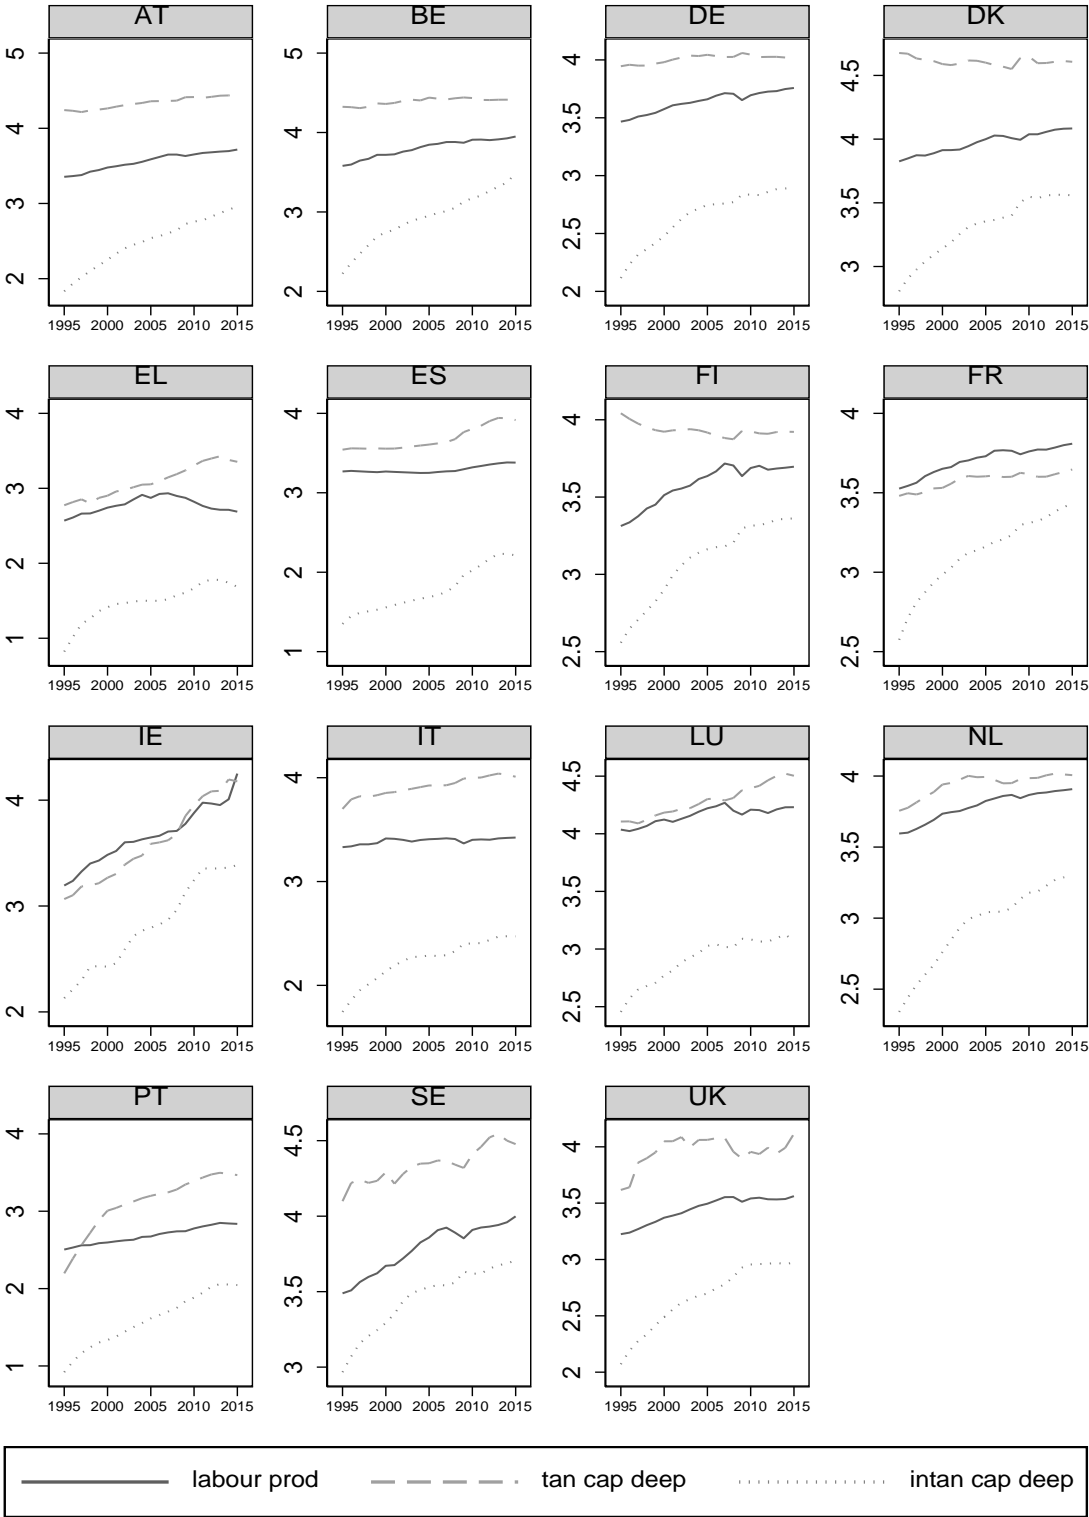 AT BE DE DK
5 4 3 2
5 4 3 2
4 3.5 3 2.5 2
4.5 4 3.5 3
1995 2000 2005 2010 2015 1995 2000 2005 2010 2015 1995 2000 2005 2010 2015 1995 2000 2005 2010 2015
EL ES FI FR
4 3 2 1
4 3 2 1
4 3.5 3 2.5
4 3.5 3 2.5
1995 2000 2005 2010 2015 1995 2000 2005 2010 2015 1995 2000 2005 2010 2015 1995 2000 2005 2010 2015
IE IT LU NL
4 3 2
4 3 2
4.5 4 3.5 3 2.5
4 3.5 3 2.5
1995 2000 2005 2010 2015 1995 2000 2005 2010 2015 1995 2000 2005 2010 2015 1995 2000 2005 2010 2015
PT SE UK
4 3 2 1
4.5 4 3.5 3
4 3.5 3 2.5 2
1995 2000 2005 2010 2015 1995 2000 2005 2010 2015 1995 2000 2005 2010 2015
labour prod tan cap deep intan cap deep